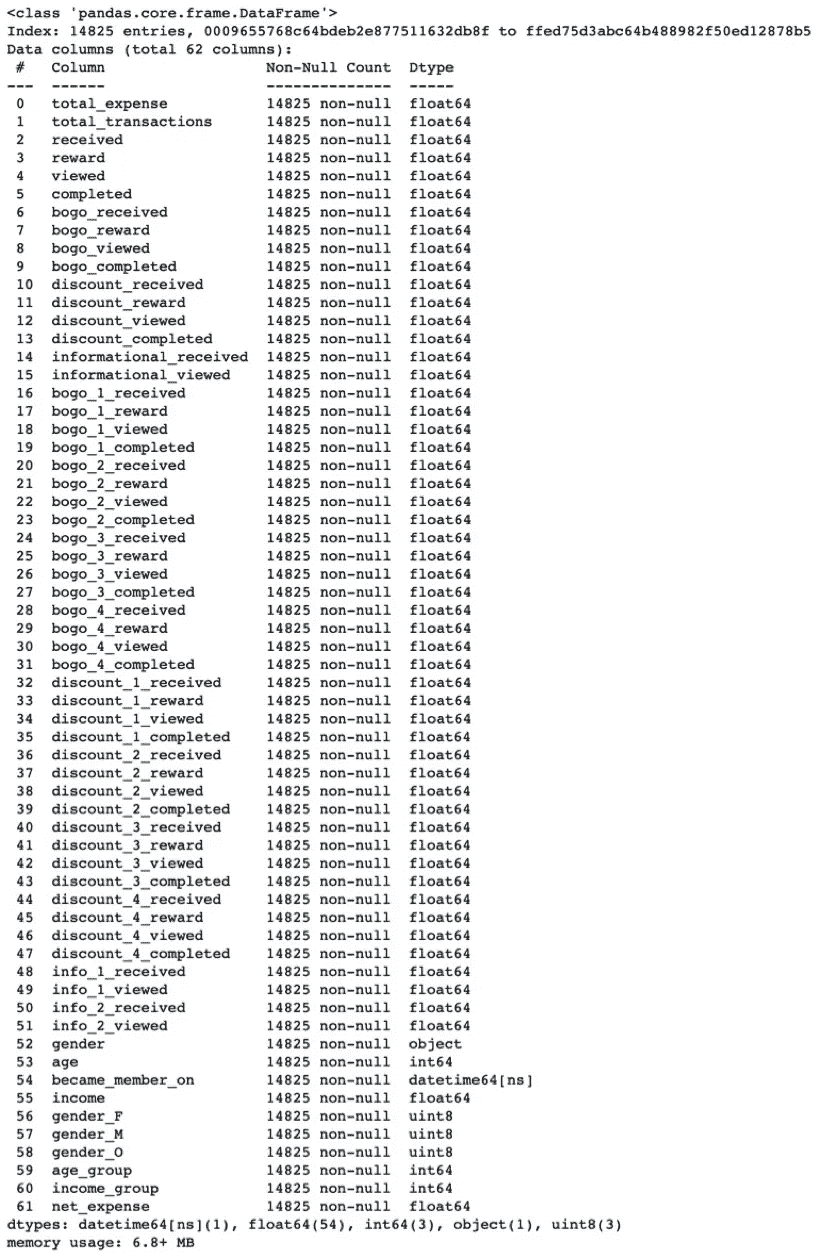 <class 'pandas.core.frame.DataFrame'>
Index: 14825 entries, 0009655768c64bdeb2e877511632db8f to ffed75d3abc64b488982f50ed12878b5
Data columns (total 62 columns):
 #   Column                  Non-Null Count  Dtype
---  ------                  --------------  -----
 0   total_expense           14825 non-null  float64
 1   total_transactions      14825 non-null  float64
 2   received                14825 non-null  float64
 3   reward                  14825 non-null  float64
 4   viewed                  14825 non-null  float64
 5   completed               14825 non-null  float64
 6   bogo_received           14825 non-null  float64
 7   bogo_reward             14825 non-null  float64
 8   bogo_viewed             14825 non-null  float64
 9   bogo_completed          14825 non-null  float64
 10  discount_received       14825 non-null  float64
 11  discount_reward         14825 non-null  float64
 12  discount_viewed         14825 non-null  float64
 13  discount_completed      14825 non-null  float64
 14  informational_received  14825 non-null  float64
 15  informational_viewed    14825 non-null  float64
 16  bogo_1_received         14825 non-null  float64
 17  bogo_1_reward           14825 non-null  float64
 18  bogo_1_viewed           14825 non-null  float64
 19  bogo_1_completed        14825 non-null  float64
 20  bogo_2_received         14825 non-null  float64
 21  bogo_2_reward           14825 non-null  float64
 22  bogo_2_viewed           14825 non-null  float64
 23  bogo_2_completed        14825 non-null  float64
 24  bogo_3_received         14825 non-null  float64
 25  bogo_3_reward           14825 non-null  float64
 26  bogo_3_viewed           14825 non-null  float64
 27  bogo_3_completed        14825 non-null  float64
 28  bogo_4_received         14825 non-null  float64
 29  bogo_4_reward           14825 non-null  float64
 30  bogo_4_viewed           14825 non-null  float64
 31  bogo_4_completed        14825 non-null  float64
 32  discount_1_received     14825 non-null  float64
 33  discount_1_reward       14825 non-null  float64
 34  discount_1_viewed       14825 non-null  float64
 35  discount_1_completed    14825 non-null  float64
 36  discount_2_received     14825 non-null  float64
 37  discount_2_reward       14825 non-null  float64
 38  discount_2_viewed       14825 non-null  float64
 39  discount_2_completed    14825 non-null  float64
 40  discount_3_received     14825 non-null  float64
 41  discount_3_reward       14825 non-null  float64
 42  discount_3_viewed       14825 non-null  float64
 43  discount_3_completed    14825 non-null  float64
 44  discount_4_received     14825 non-null  float64
 45  discount_4_reward       14825 non-null  float64
 46  discount_4_viewed       14825 non-null  float64
 47  discount_4_completed    14825 non-null  float64
 48  info_1_received         14825 non-null  float64
 49  info_1_viewed           14825 non-null  float64
 50  info_2_received         14825 non-null  float64
 51  info_2_viewed           14825 non-null  float64
 52  gender                  14825 non-null  object
 53  age                     14825 non-null  int64
 54  became_member_on        14825 non-null  datetime64[ns]
 55  income                  14825 non-null  float64
 56  gender_F                14825 non-null  uint8
 57  gender_M                14825 non-null  uint8
 58  gender_O                14825 non-null  uint8
 59  age_group               14825 non-null  int64
 60  income_group            14825 non-null  int64
 61  net_expense             14825 non-null  float64
dtypes: datetime64[ns](1), float64(54), int64(3), object(1), uint8(3)
memory usage: 6.8+ MB